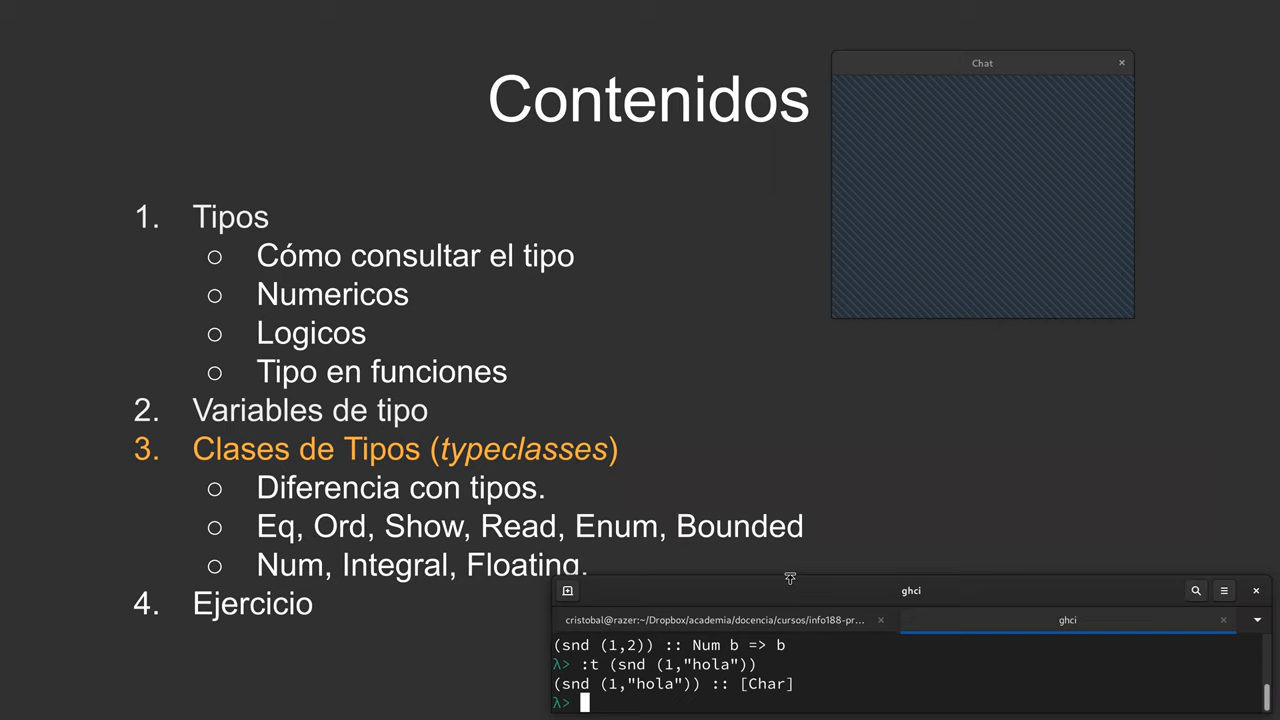 Contenidos
Chat ×
1. Tipos
○ Cómo consultar el tipo
○ Numericos
○ Logicos
○ Tipo en funciones
2. Variables de tipo
3. Clases de Tipos (typeclasses)
○ Diferencia con tipos.
○ Eq, Ord, Show, Read, Enum, Bounded
○ Num, Integral, Floating.
4. Ejercicio
ghci
cristobal@razer:~/Dropbox/academia/docencia/cursos/info188-pr... × ghci ×
(snd (1,2)) :: Num b => b
λ> :t (snd (1,"hola"))
(snd (1,"hola")) :: [Char]
λ>